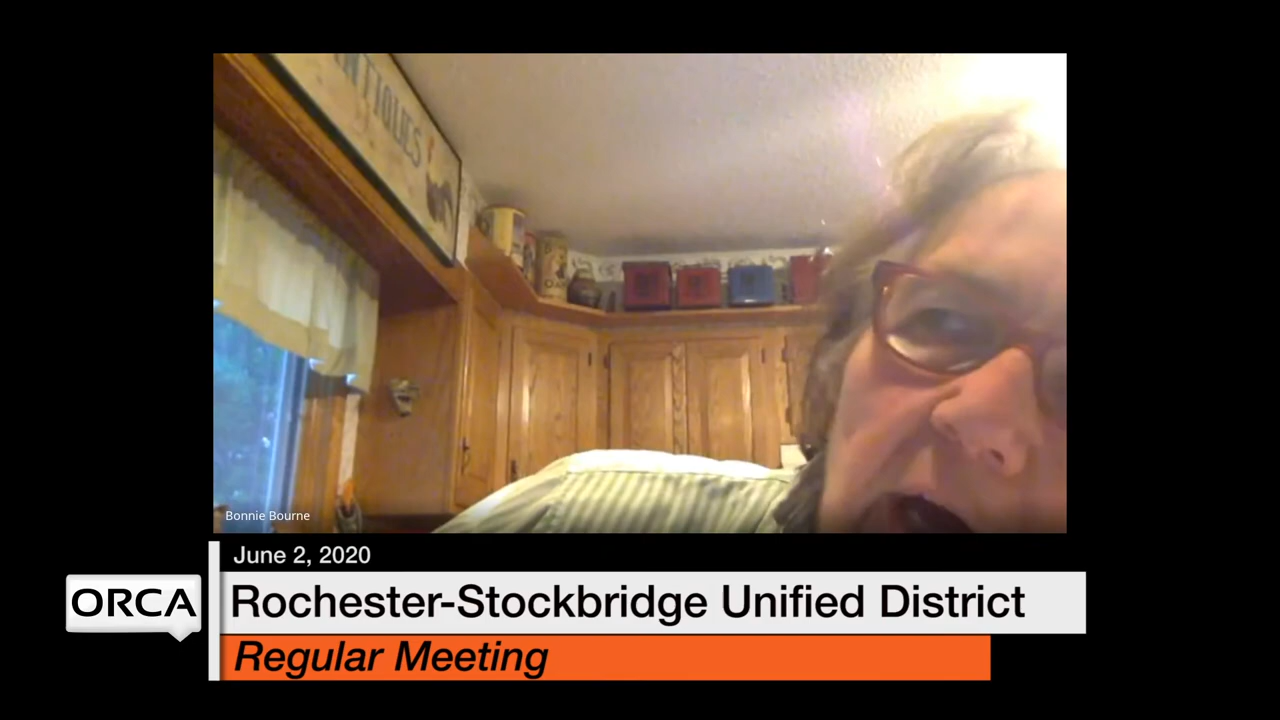 Bonnie Bourne
June 2, 2020
ORCA
Rochester-Stockbridge Unified District
Regular Meeting